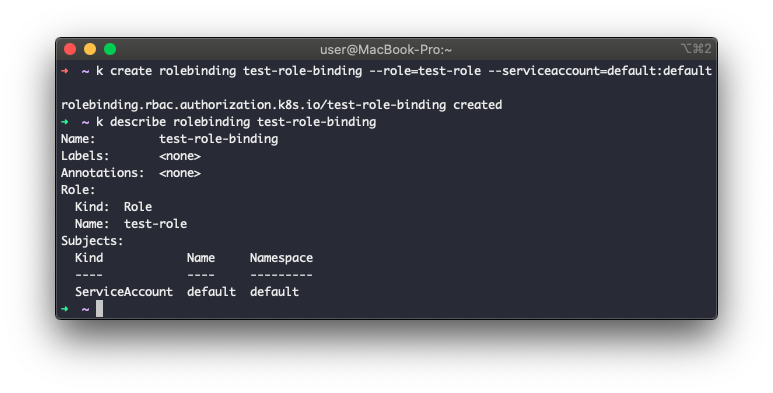 user@MacBook-Pro:~
⌥⌘2
➜ ~ k create rolebinding test-role-binding --role=test-role --serviceaccount=default:default
rolebinding.rbac.authorization.k8s.io/test-role-binding created
➜ ~ k describe rolebinding test-role-binding
Name:         test-role-binding
Labels:       <none>
Annotations:  <none>
Role:
  Kind:  Role
  Name:  test-role
Subjects:
  Kind            Name     Namespace
  ----            ----     ---------
  ServiceAccount  default  default
➜ ~